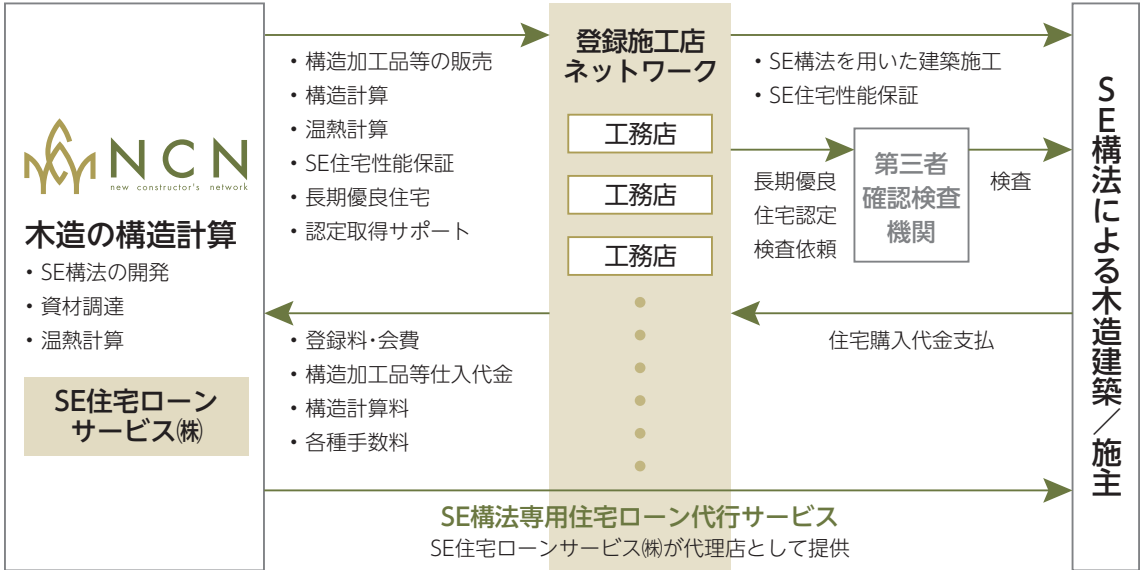 NCN
new constructor's network
木造の構造計算
・SE構法の開発
・資材調達
・温熱計算
SE住宅ローン
サービス㈱
・構造加工品等の販売
・構造計算
・温熱計算
・SE住宅性能保証
・長期優良住宅
・認定取得サポート
・登録料・会費
・構造加工品等仕入代金
・構造計算料
・各種手数料
登録施工店
ネットワーク
工務店
工務店
工務店
・SE構法を用いた建築施工
・SE住宅性能保証
長期優良
住宅認定
検査依頼
第三者
確認検査
機関
検査
住宅購入代金支払
SE構法による木造建築／施主
SE構法専用住宅ローン代行サービス
SE住宅ローンサービス㈱が代理店として提供